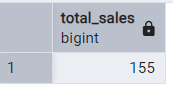 total_sales
bigint
1 155